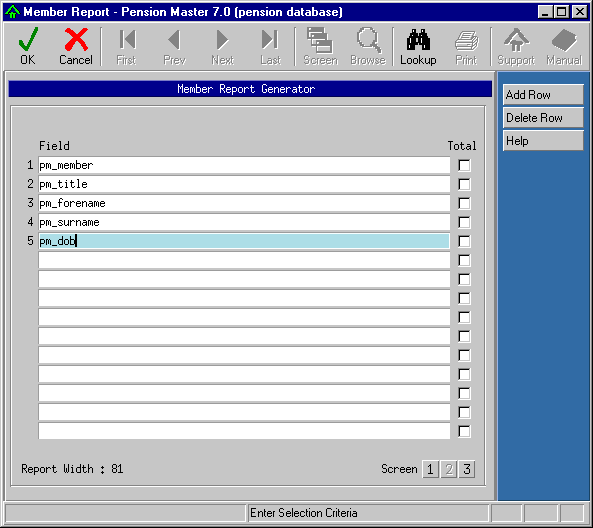 Member Report - Pension Master 7.0 (pension database)
OK Cancel First Prev Next Last Screen Browse Lookup Print Support Manual
Member Report Generator
Add Row
Delete Row
Help
Field Total
1 pm_member
2 pm_title
3 pm_forename
4 pm_surname
5 pm_dob
Report Width : 81 Screen 1 2 3
Enter Selection Criteria